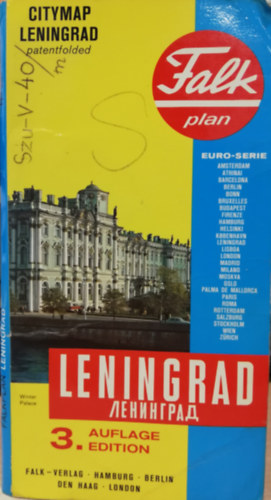 CITYMAP
LENINGRAD
patentfolded
Szu-V-40/m
S
Falk
plan
EURO-SERIE
AMSTERDAM
ATHINAI
BARCELONA
BERLIN
BONN
BRUXELLES
BUDAPEST
FIRENZE
HAMBURG
HELSINKI
KØBENHAVN
LENINGRAD
LISBOA
LONDON
MADRID
MILANO
MOSKVA
OSLO
PALMA DE MALLORCA
PARIS
ROMA
ROTTERDAM
SALZBURG
STOCKHOLM
WIEN
ZÜRICH
Winter
Palace
LENINGRAD
ЛЕНИНГРАД
3. AUFLAGE
EDITION
FALK-VERLAG · HAMBURG · BERLIN
DEN HAAG · LONDON